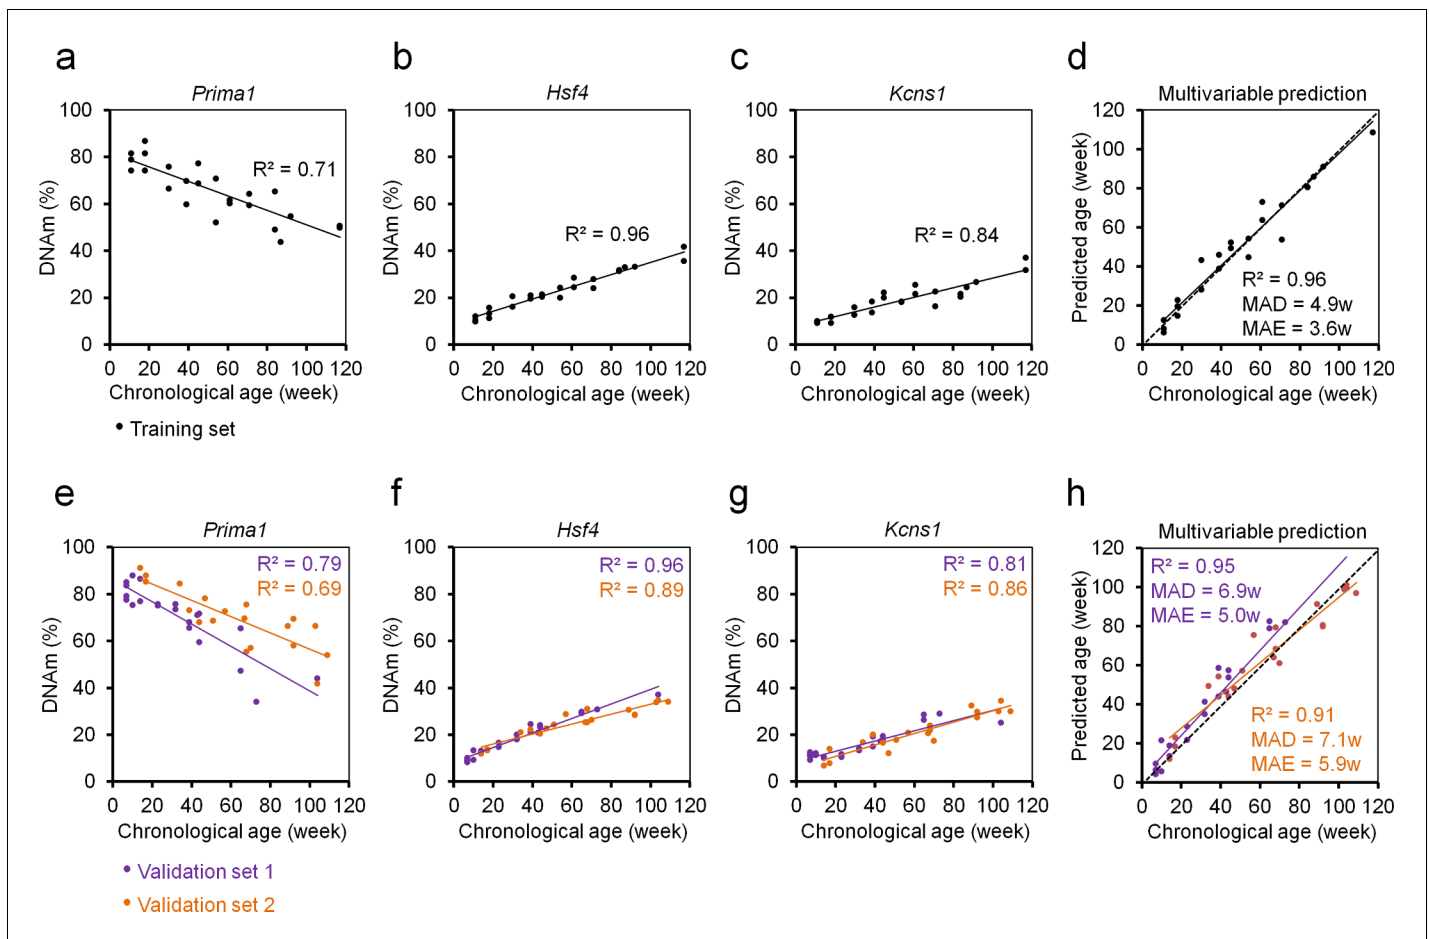 a
Prima1
100
80
60
40
20
0
DNAm (%)
R² = 0.71
0 20 40 60 80 100 120
Chronological age (week)
• Training set
b
Hsf4
100
80
60
40
20
0
DNAm (%)
R² = 0.96
0 20 40 60 80 100 120
Chronological age (week)
c
Kcns1
100
80
60
40
20
0
DNAm (%)
R² = 0.84
0 20 40 60 80 100 120
Chronological age (week)
d
Multivariable prediction
120
100
80
60
40
20
0
Predicted age (week)
R² = 0.96
MAD = 4.9w
MAE = 3.6w
0 20 40 60 80 100 120
Chronological age (week)
e
Prima1
100
80
60
40
20
0
DNAm (%)
R² = 0.79
R² = 0.69
0 20 40 60 80 100 120
Chronological age (week)
• Validation set 1
• Validation set 2
f
Hsf4
100
80
60
40
20
0
DNAm (%)
R² = 0.96
R² = 0.89
0 20 40 60 80 100 120
Chronological age (week)
g
Kcns1
100
80
60
40
20
0
DNAm (%)
R² = 0.81
R² = 0.86
0 20 40 60 80 100 120
Chronological age (week)
h
Multivariable prediction
120
100
80
60
40
20
0
Predicted age (week)
R² = 0.95
MAD = 6.9w
MAE = 5.0w
R² = 0.91
MAD = 7.1w
MAE = 5.9w
0 20 40 60 80 100 120
Chronological age (week)